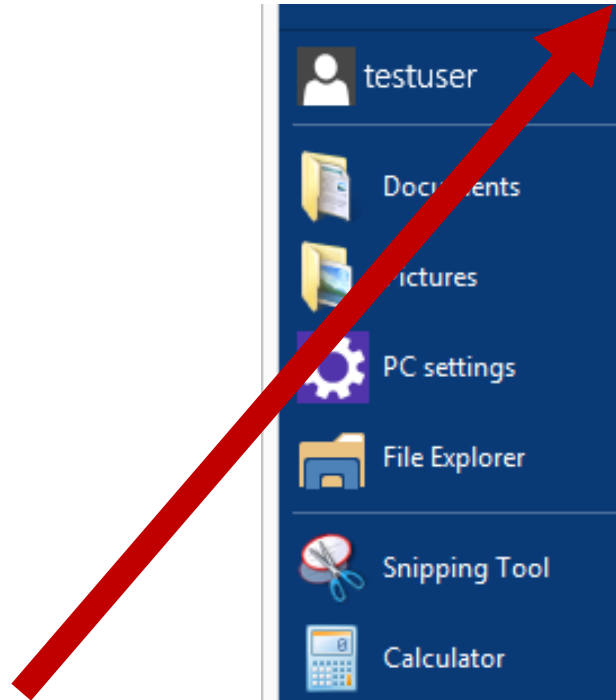 testuser
Documents
Pictures
PC settings
File Explorer
Snipping Tool
Calculator